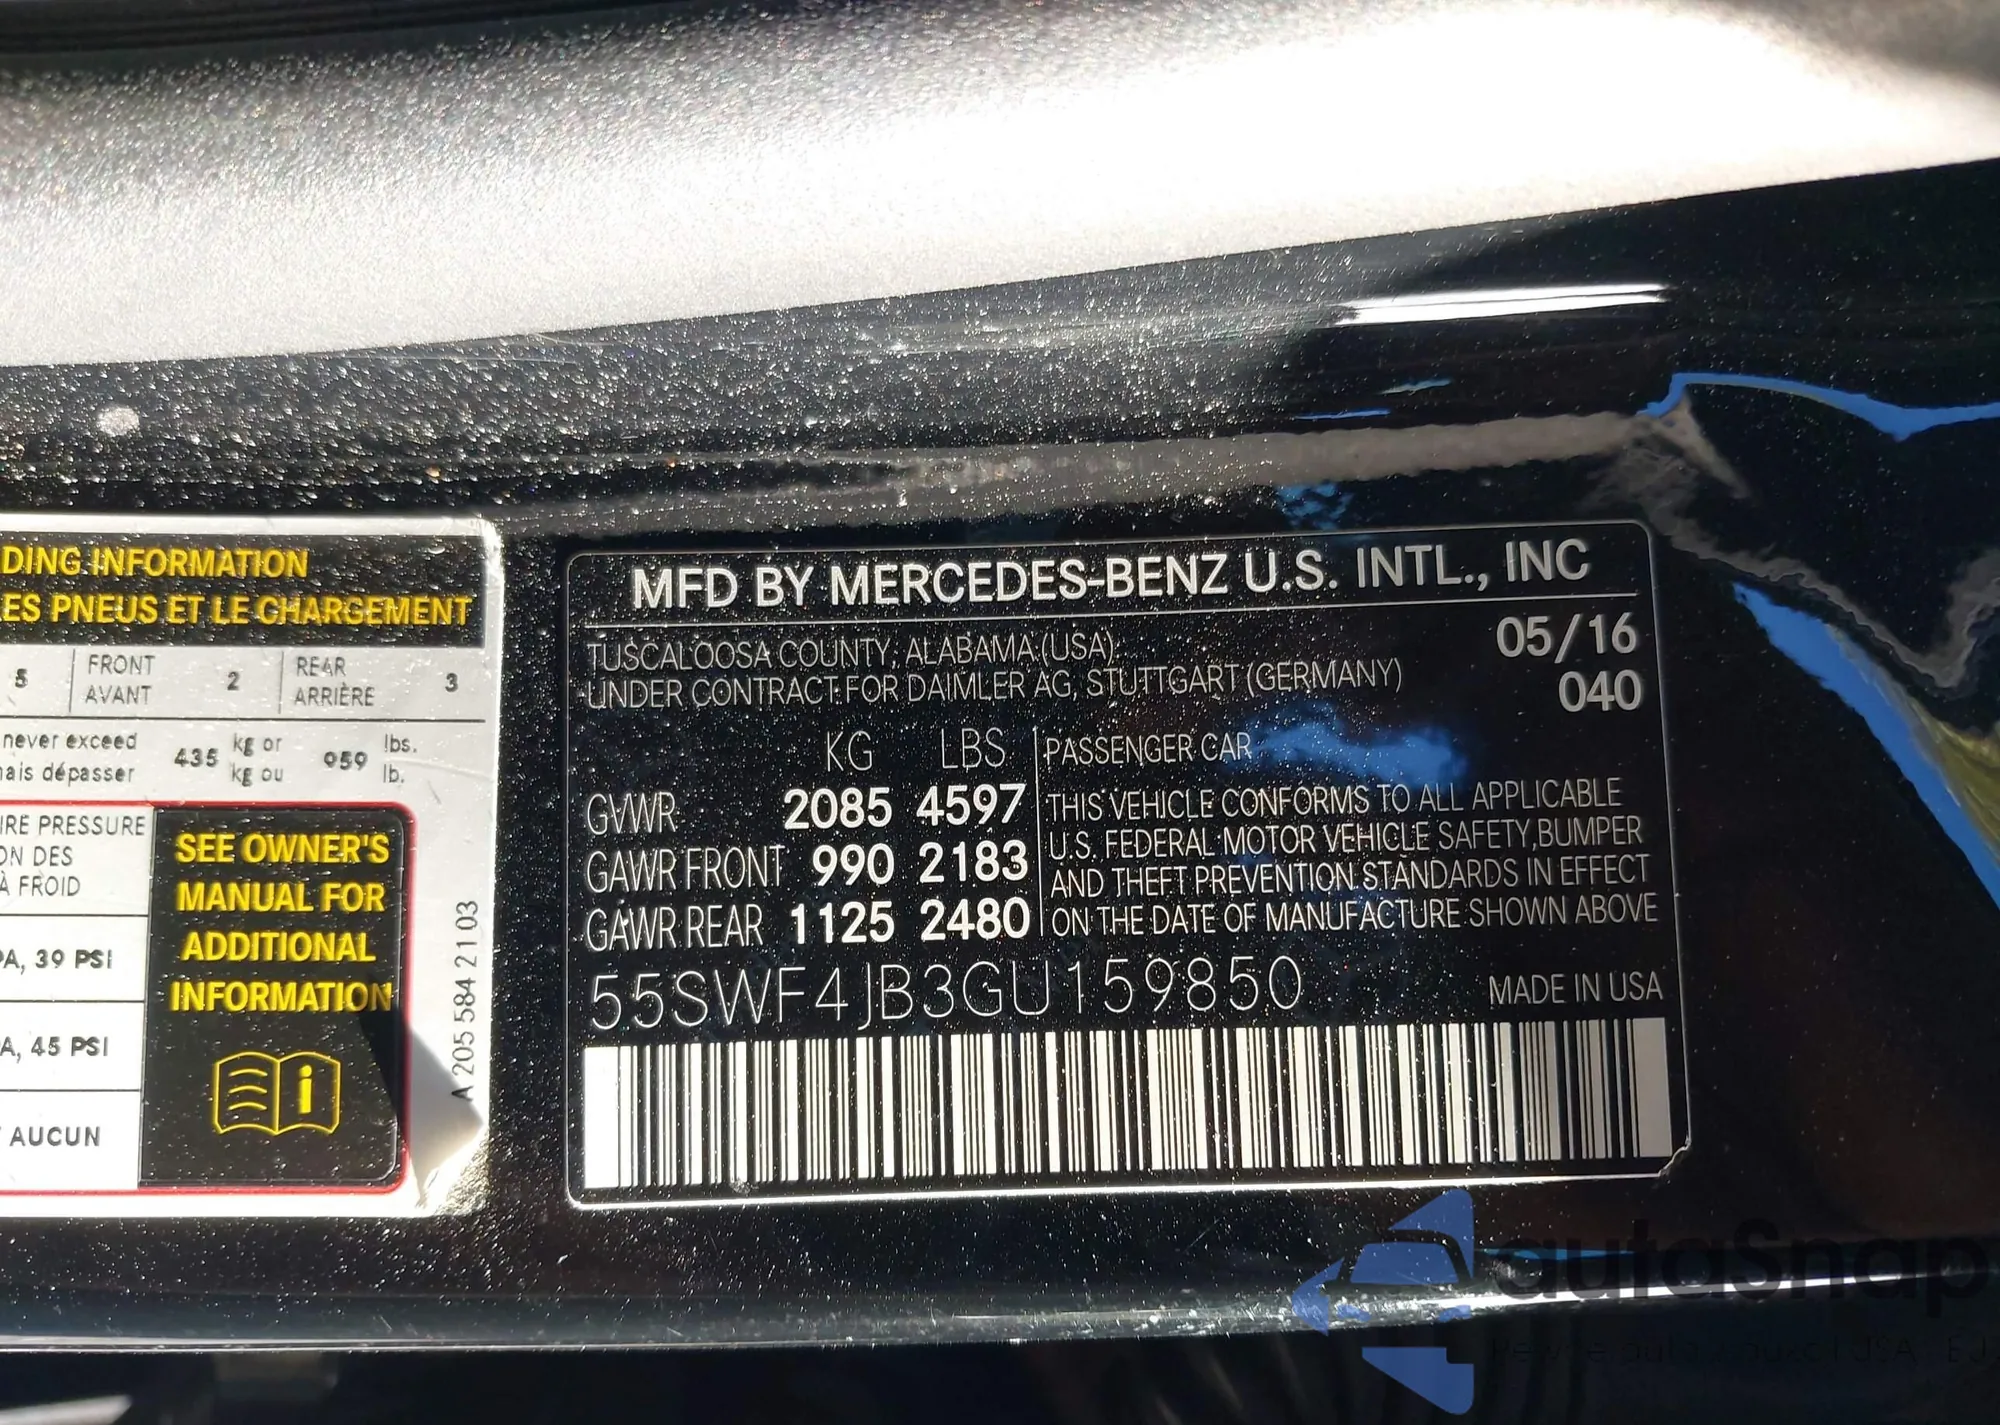 DING INFORMATION
ES PNEUS ET LE CHARGEMENT
5 FRONT AVANT 2 REAR ARRIÈRE 3
never exceed 435 kg or 959 lbs.
mais dépasser kg ou lb.
IRE PRESSURE
ON DES
À FROID
PA, 39 PSI
A, 45 PSI
AUCUN
SEE OWNER'S
MANUAL FOR
ADDITIONAL
INFORMATION
i
A 205 584 21 03
MFD BY MERCEDES-BENZ U.S. INTL., INC
TUSCALOOSA COUNTY, ALABAMA (USA)
UNDER CONTRACT FOR DAIMLER AG, STUTTGART (GERMANY)
05/16
040
KG LBS
GVWR 2085 4597
GAWR FRONT 990 2183
GAWR REAR 1125 2480
PASSENGER CAR
THIS VEHICLE CONFORMS TO ALL APPLICABLE
U.S. FEDERAL MOTOR VEHICLE SAFETY,BUMPER
AND THEFT PREVENTION STANDARDS IN EFFECT
ON THE DATE OF MANUFACTURE SHOWN ABOVE
55SWF4JB3GU159850
MADE IN USA
autoSnap